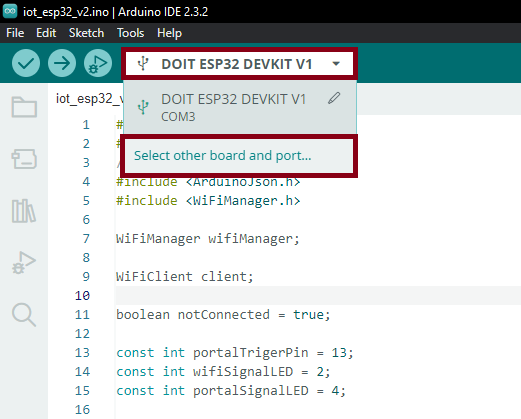 iot_esp32_v2.ino | Arduino IDE 2.3.2
File Edit Sketch Tools Help
DOIT ESP32 DEVKIT V1
iot_esp32_v
DOIT ESP32 DEVKIT V1
COM3
Select other board and port...
1 #
2 #
3 /
4 #include <ArduinoJson.h>
5 #include <WiFiManager.h>
6
7 WiFiManager wifiManager;
8
9 WiFiClient client;
10
11 boolean notConnected = true;
12
13 const int portalTrigerPin = 13;
14 const int wifiSignalLED = 2;
15 const int portalSignalLED = 4;
16